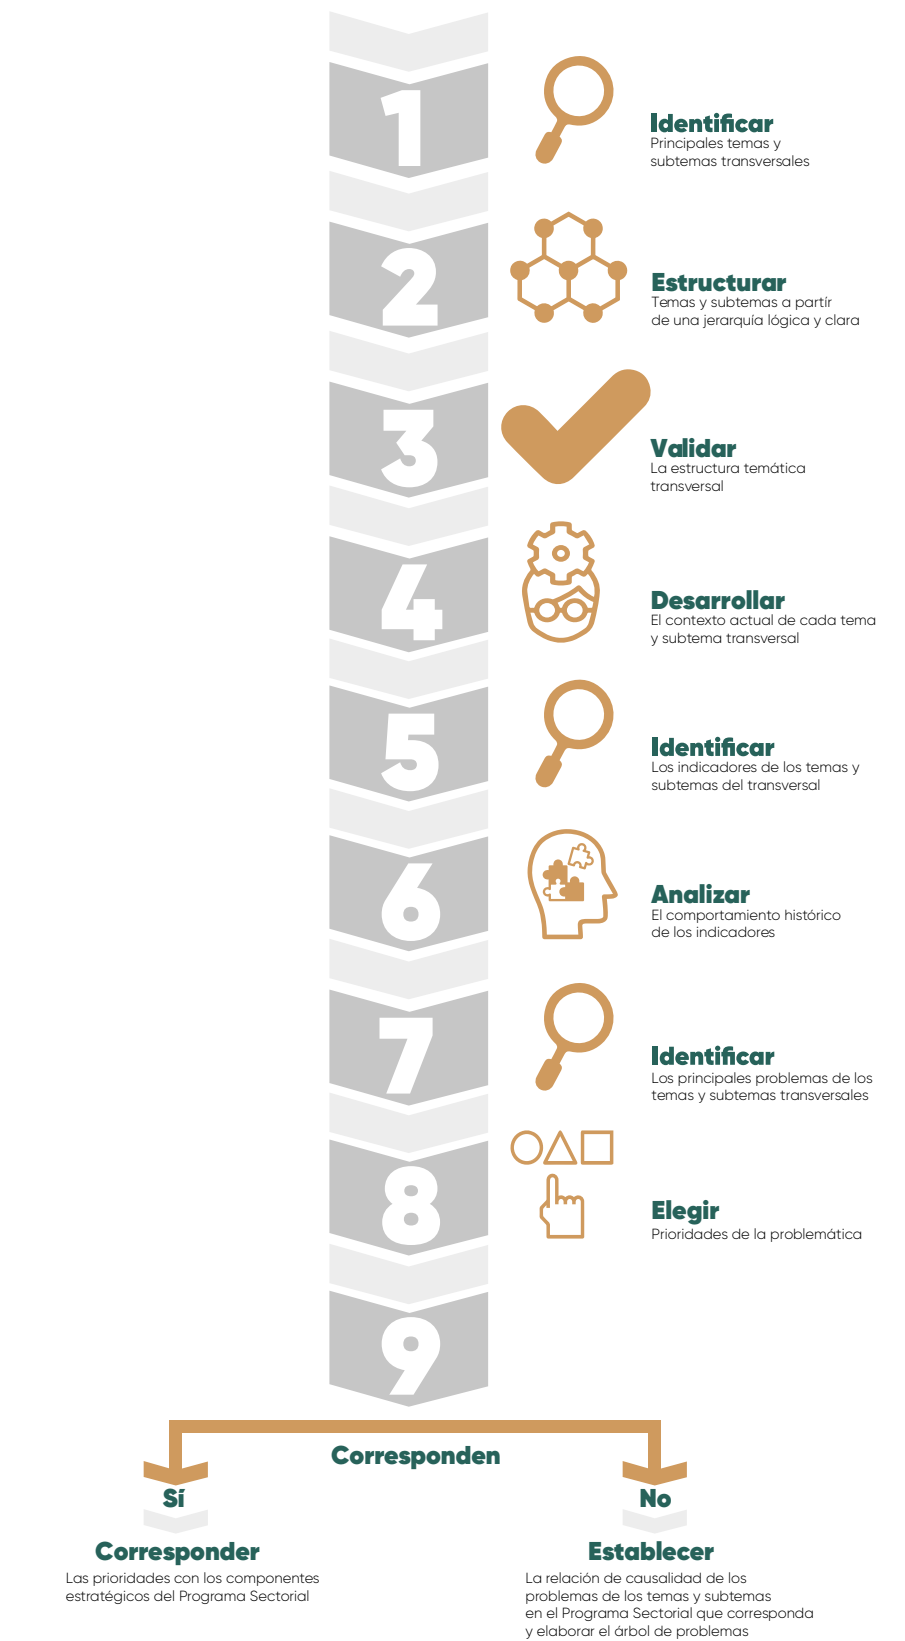 1
Identificar
Principales temas y
subtemas transversales
2
Estructurar
Temas y subtemas a partír
de una jerarquía lógica y clara
3
Validar
La estructura temática
transversal
4
Desarrollar
El contexto actual de cada tema
y subtema transversal
5
Identificar
Los indicadores de los temas y
subtemas del transversal
6
Analizar
El comportamiento histórico
de los indicadores
7
Identificar
Los principales problemas de los
temas y subtemas transversales
8
Elegir
Prioridades de la problemática
9
Corresponden
Sí
Corresponder
Las prioridades con los componentes
estratégicos del Programa Sectorial
No
Establecer
La relación de causalidad de los
problemas de los temas y subtemas
en el Programa Sectorial que corresponda
y elaborar el árbol de problemas